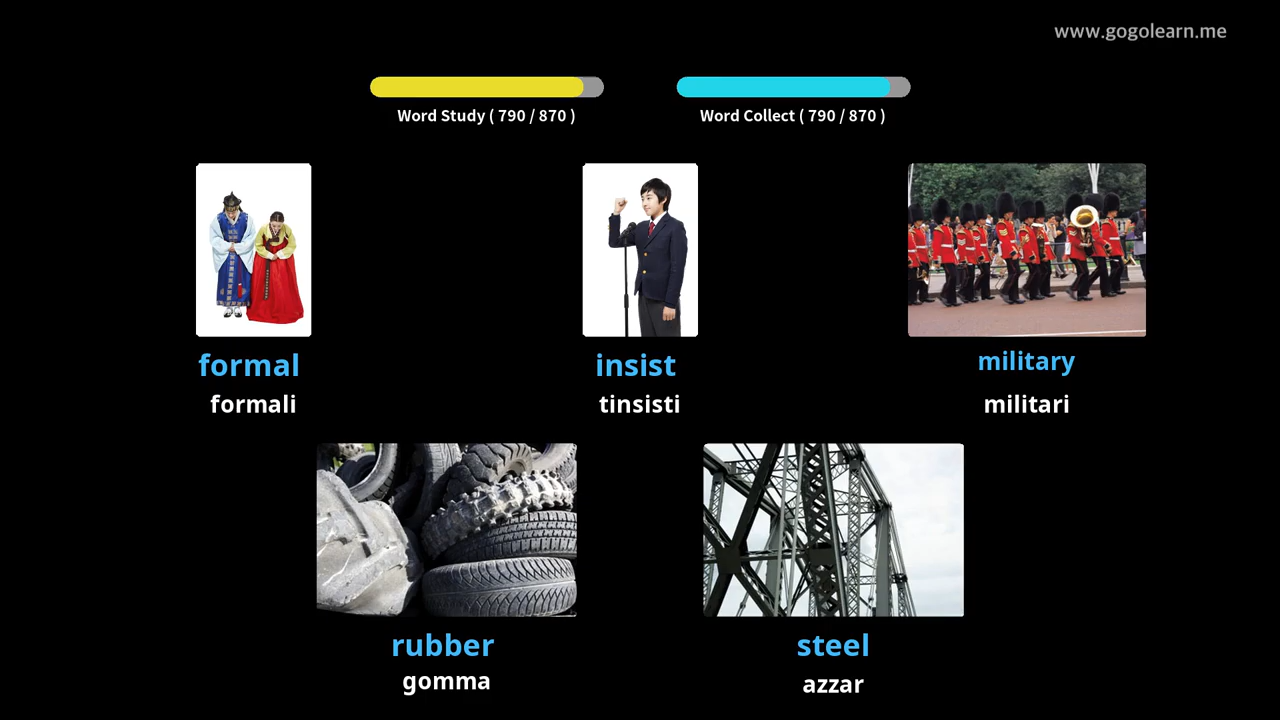 www.gogolearn.me
Word Study ( 790 / 870 )
Word Collect ( 790 / 870 )
formal
formali
insist
tinsisti
military
militari
rubber
gomma
steel
azzar